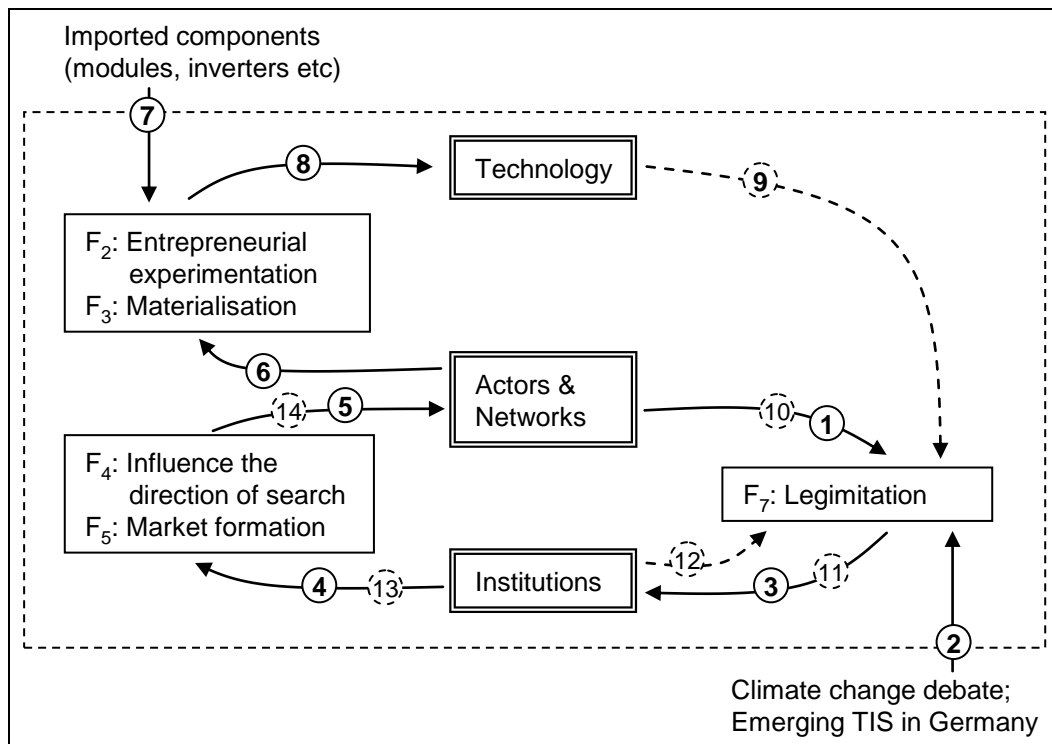 Imported components
(modules, inverters etc)
7
8
Technology
9
F2: Entrepreneurial
experimentation
F3: Materialisation
6
Actors &
Networks
14
5
10
1
F4: Influence the
direction of search
F5: Market formation
F7: Legimitation
4
13
Institutions
12
3
11
2
Climate change debate;
Emerging TIS in Germany